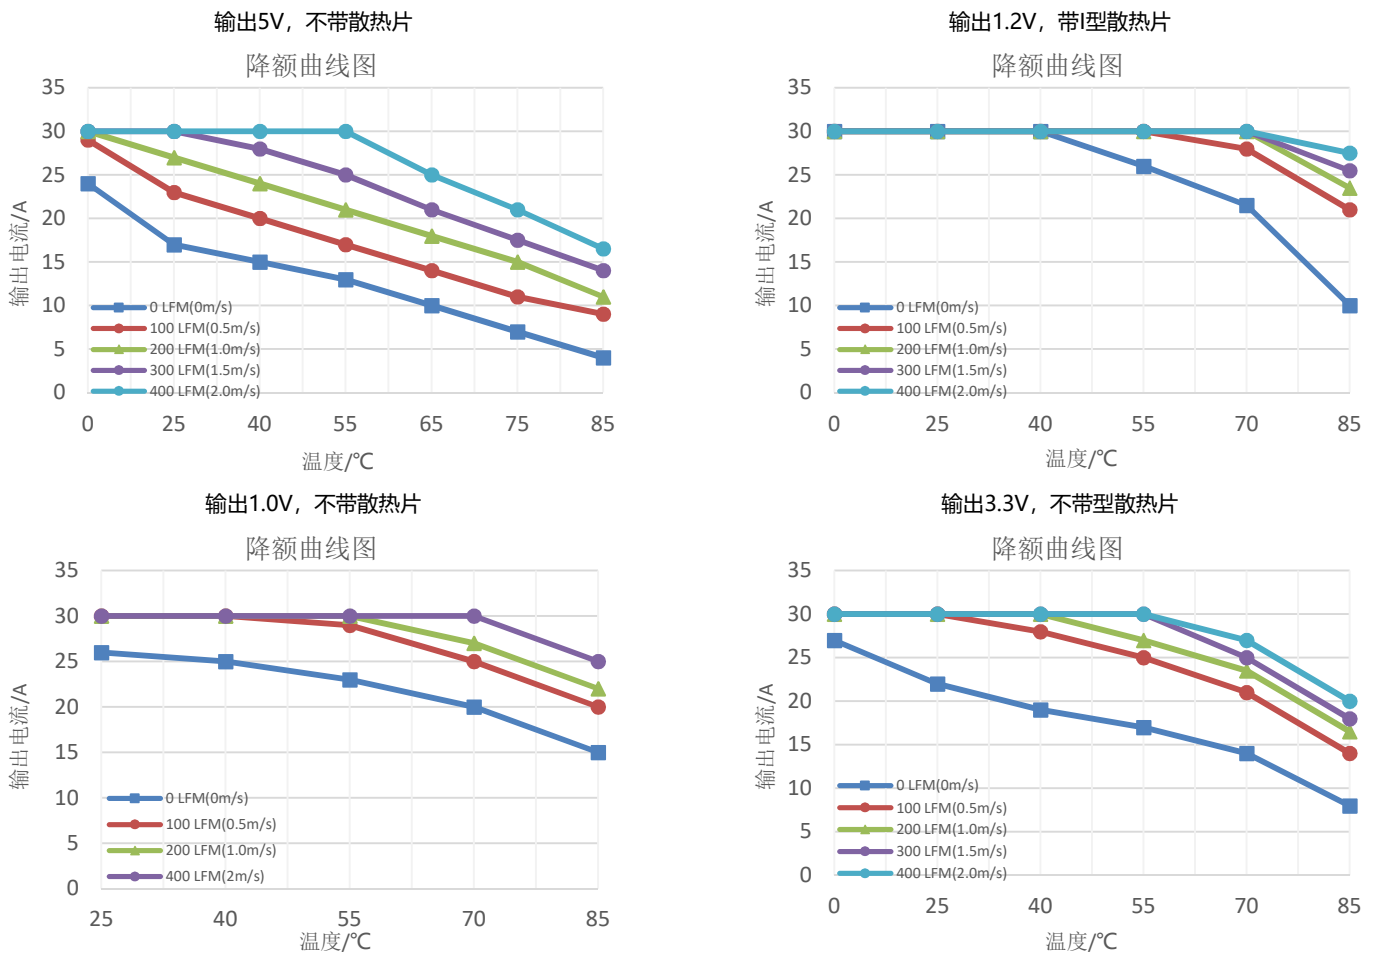 输出5V，不带散热片
降额曲线图
35
30
25
20
15
10
5
0
输出电流/A
0 LFM(0m/s)
100 LFM(0.5m/s)
200 LFM(1.0m/s)
300 LFM(1.5m/s)
400 LFM(2.0m/s)
0 25 40 55 65 75 85
温度/℃
输出1.2V，带I型散热片
降额曲线图
35
30
25
20
15
10
5
0
输出电流/A
0 LFM(0m/s)
100 LFM(0.5m/s)
200 LFM(1.0m/s)
300 LFM(1.5m/s)
400 LFM(2.0m/s)
0 25 40 55 70 85
温度/℃
输出1.0V，不带散热片
降额曲线图
35
30
25
20
15
10
5
0
输出电流/A
0 LFM(0m/s)
100 LFM(0.5m/s)
200 LFM(1.0m/s)
400 LFM(2m/s)
25 40 55 70 85
温度/℃
输出3.3V，不带型散热片
降额曲线图
35
30
25
20
15
10
5
0
输出电流/A
0 LFM(0m/s)
100 LFM(0.5m/s)
200 LFM(1.0m/s)
300 LFM(1.5m/s)
400 LFM(2.0m/s)
0 25 40 55 70 85
温度/℃